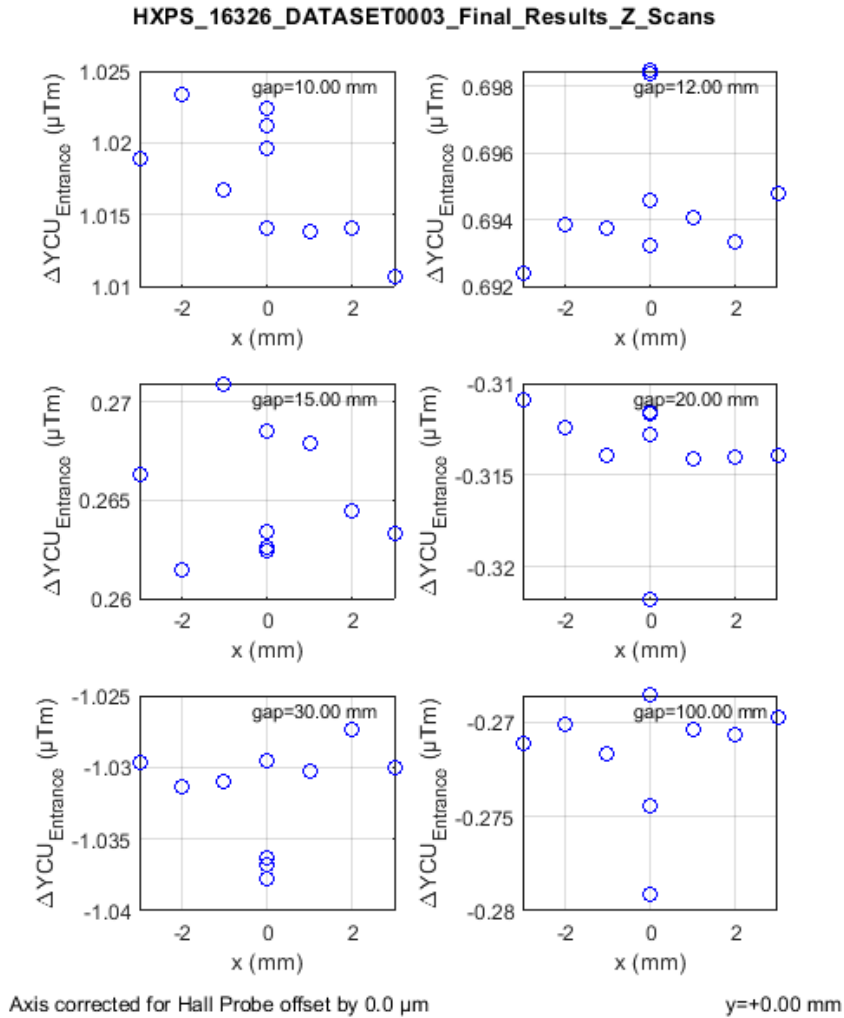 HXPS_16326_DATASET0003_Final_Results_Z_Scans
ΔYCU_Entrance (µTm)
1.025
1.02
1.015
1.01
gap=10.00 mm
-2 0 2
x (mm)
ΔYCU_Entrance (µTm)
0.698
0.696
0.694
0.692
gap=12.00 mm
-2 0 2
x (mm)
ΔYCU_Entrance (µTm)
0.27
0.265
0.26
gap=15.00 mm
-2 0 2
x (mm)
ΔYCU_Entrance (µTm)
-0.31
-0.315
-0.32
gap=20.00 mm
-2 0 2
x (mm)
ΔYCU_Entrance (µTm)
-1.025
-1.03
-1.035
-1.04
gap=30.00 mm
-2 0 2
x (mm)
ΔYCU_Entrance (µTm)
-0.27
-0.275
-0.28
gap=100.00 mm
-2 0 2
x (mm)
Axis corrected for Hall Probe offset by 0.0 µm
y=+0.00 mm